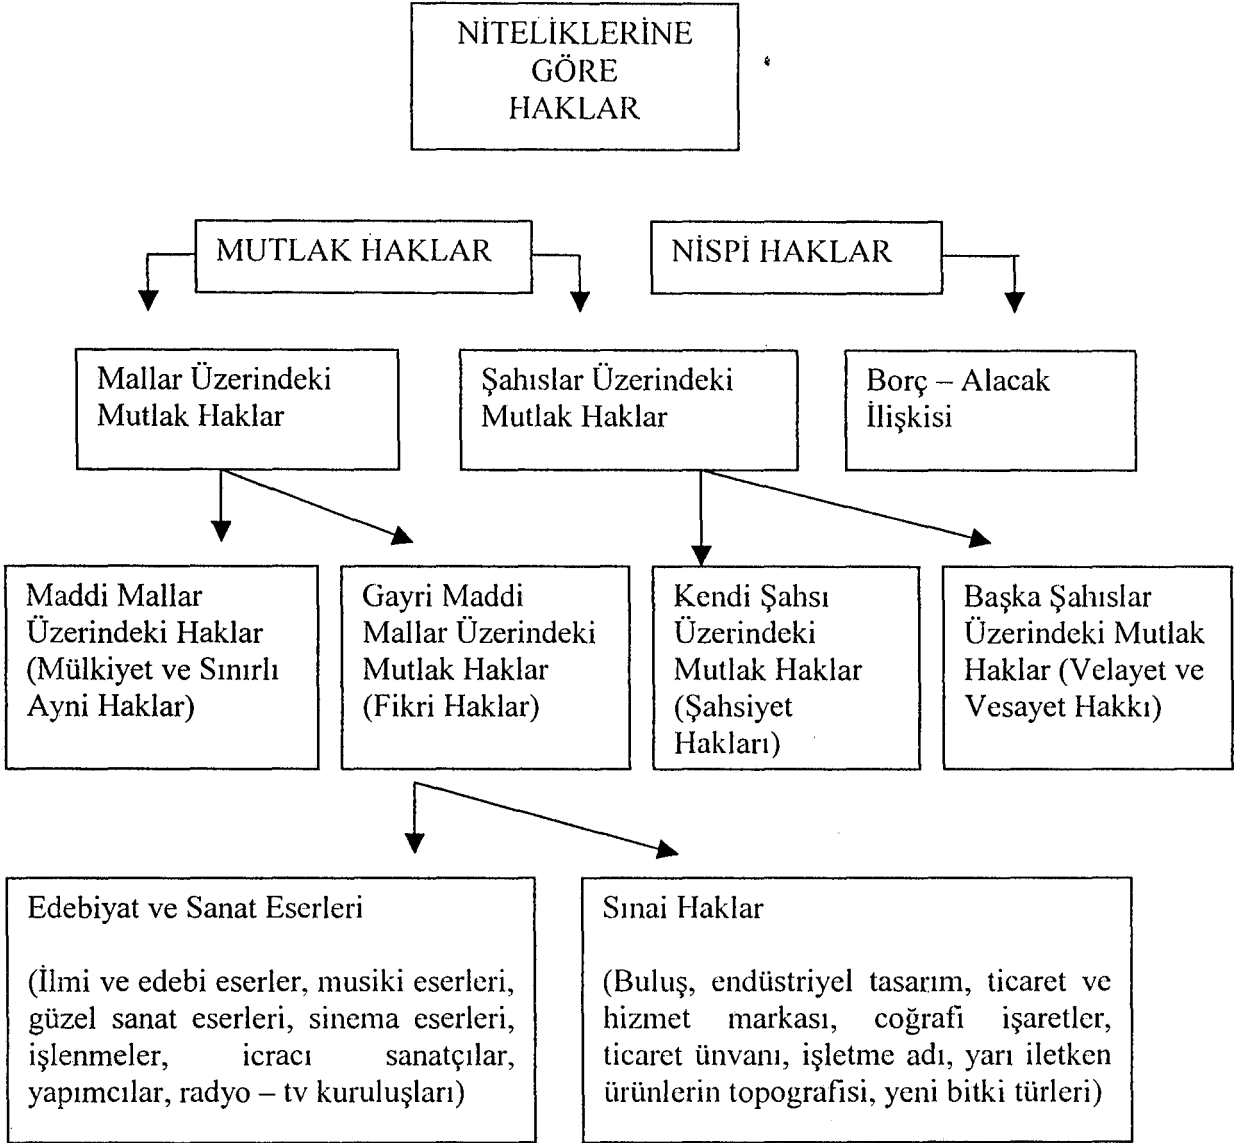 NİTELİKLERİNE
GÖRE
HAKLAR
MUTLAK HAKLAR
NİSPİ HAKLAR
Mallar Üzerindeki
Mutlak Haklar
Şahıslar Üzerindeki
Mutlak Haklar
Borç – Alacak
İlişkisi
Maddi Mallar
Üzerindeki Haklar
(Mülkiyet ve Sınırlı
Ayni Haklar)
Gayri Maddi
Mallar Üzerindeki
Mutlak Haklar
(Fikri Haklar)
Kendi Şahsı
Üzerindeki
Mutlak Haklar
(Şahsiyet
Hakları)
Başka Şahıslar
Üzerindeki Mutlak
Haklar (Velayet ve
Vesayet Hakkı)
Edebiyat ve Sanat Eserleri
(İlmi ve edebi eserler, musiki eserleri,
güzel sanat eserleri, sinema eserleri,
işlenmeler, icracı sanatçılar,
yapımcılar, radyo – tv kuruluşları)
Sınai Haklar
(Buluş, endüstriyel tasarım, ticaret ve
hizmet markası, coğrafi işaretler,
ticaret ünvanı, işletme adı, yarı iletken
ürünlerin topografisi, yeni bitki türleri)